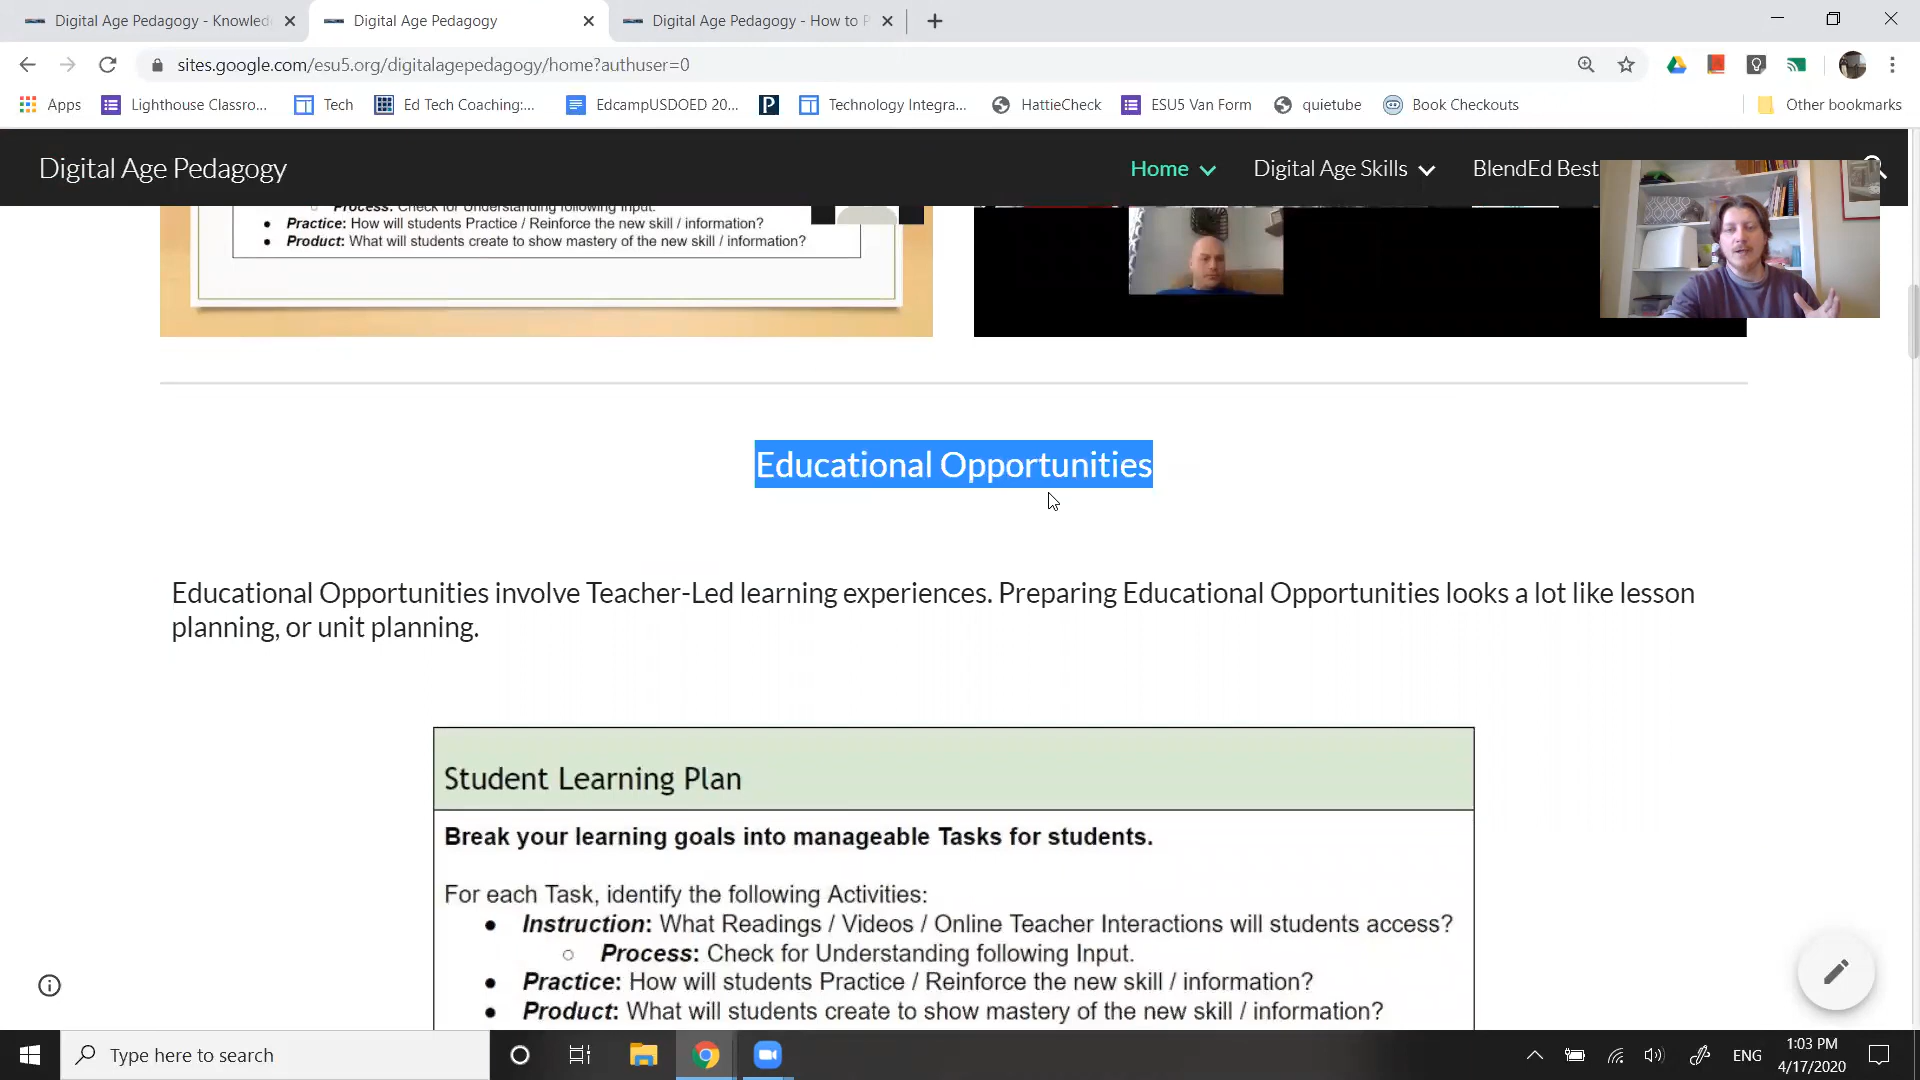 Digital Age Pedagogy - Knowled
Digital Age Pedagogy
Digital Age Pedagogy - How to P
sites.google.com/esu5.org/digitalagepedagogy/home?authuser=0
Apps
Lighthouse Classro...
Tech
Ed Tech Coaching:...
EdcampUSDOED 20...
P
Technology Integra...
HattieCheck
ESU5 Van Form
quietube
Book Checkouts
Other bookmarks
Digital Age Pedagogy
Home
Digital Age Skills
BlendEd Best
Process: Check for Understanding following Input.
Practice: How will students Practice / Reinforce the new skill / information?
Product: What will students create to show mastery of the new skill / information?
Educational Opportunities
Educational Opportunities involve Teacher-Led learning experiences. Preparing Educational Opportunities looks a lot like lesson
planning, or unit planning.
Student Learning Plan
Break your learning goals into manageable Tasks for students.
For each Task, identify the following Activities:
Instruction: What Readings / Videos / Online Teacher Interactions will students access?
Process: Check for Understanding following Input.
Practice: How will students Practice / Reinforce the new skill / information?
Product: What will students create to show mastery of the new skill / information?
Type here to search
ENG
1:03 PM
4/17/2020